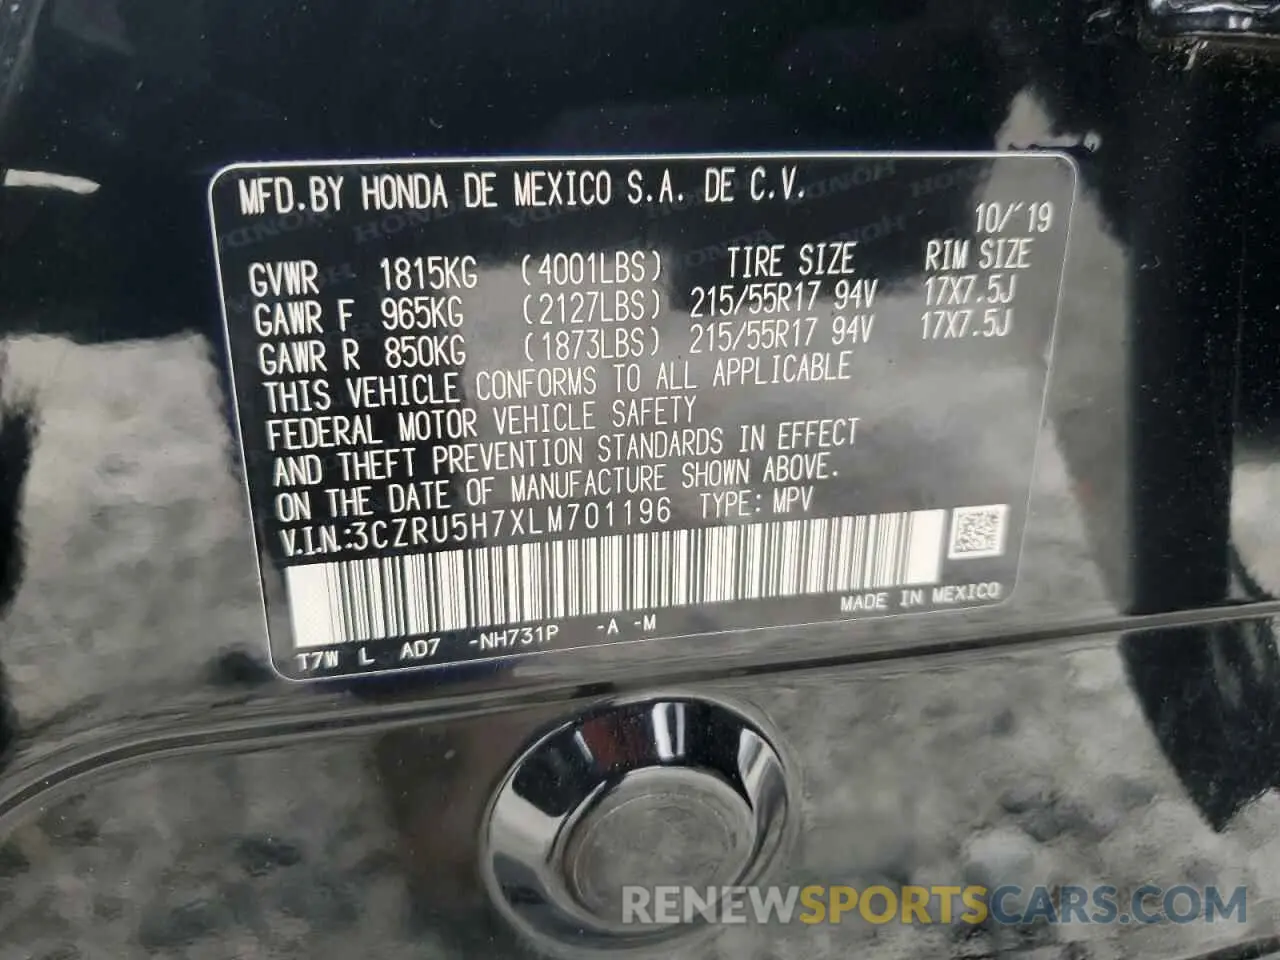 MFD.BY HONDA DE MEXICO S.A. DE C.V.
10/'19
GVWR 1815KG (4001LBS) TIRE SIZE RIM SIZE
GAWR F 965KG (2127LBS) 215/55R17 94V 17X7.5J
GAWR R 850KG (1873LBS) 215/55R17 94V 17X7.5J
THIS VEHICLE CONFORMS TO ALL APPLICABLE
FEDERAL MOTOR VEHICLE SAFETY
AND THEFT PREVENTION STANDARDS IN EFFECT
ON THE DATE OF MANUFACTURE SHOWN ABOVE.
V.I.N.:3CZRU5H7XLM701196 TYPE: MPV
MADE IN MEXICO
T7W L AD7 -NH731P -A -M
RENEWSPORTSCARS.COM